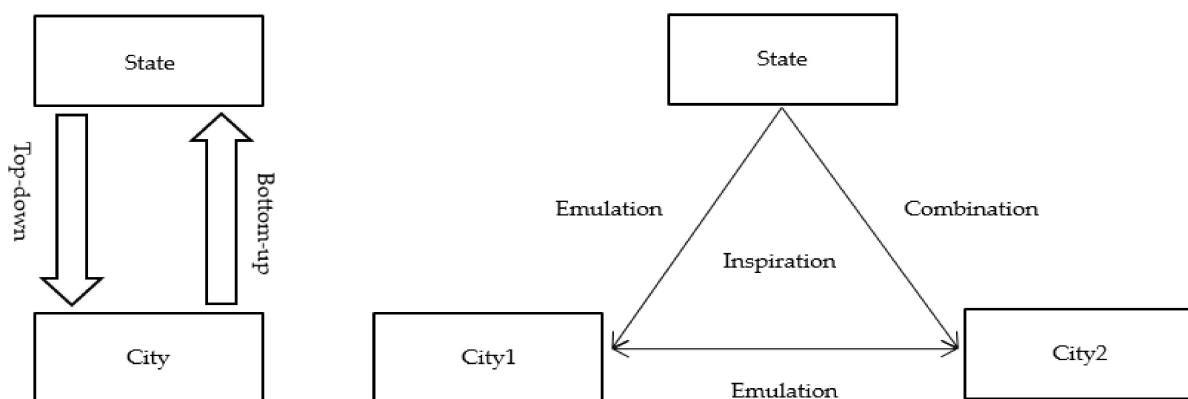 State
Top-down
Bottom-up
City
State
Emulation
Combination
Inspiration
City1
City2
Emulation